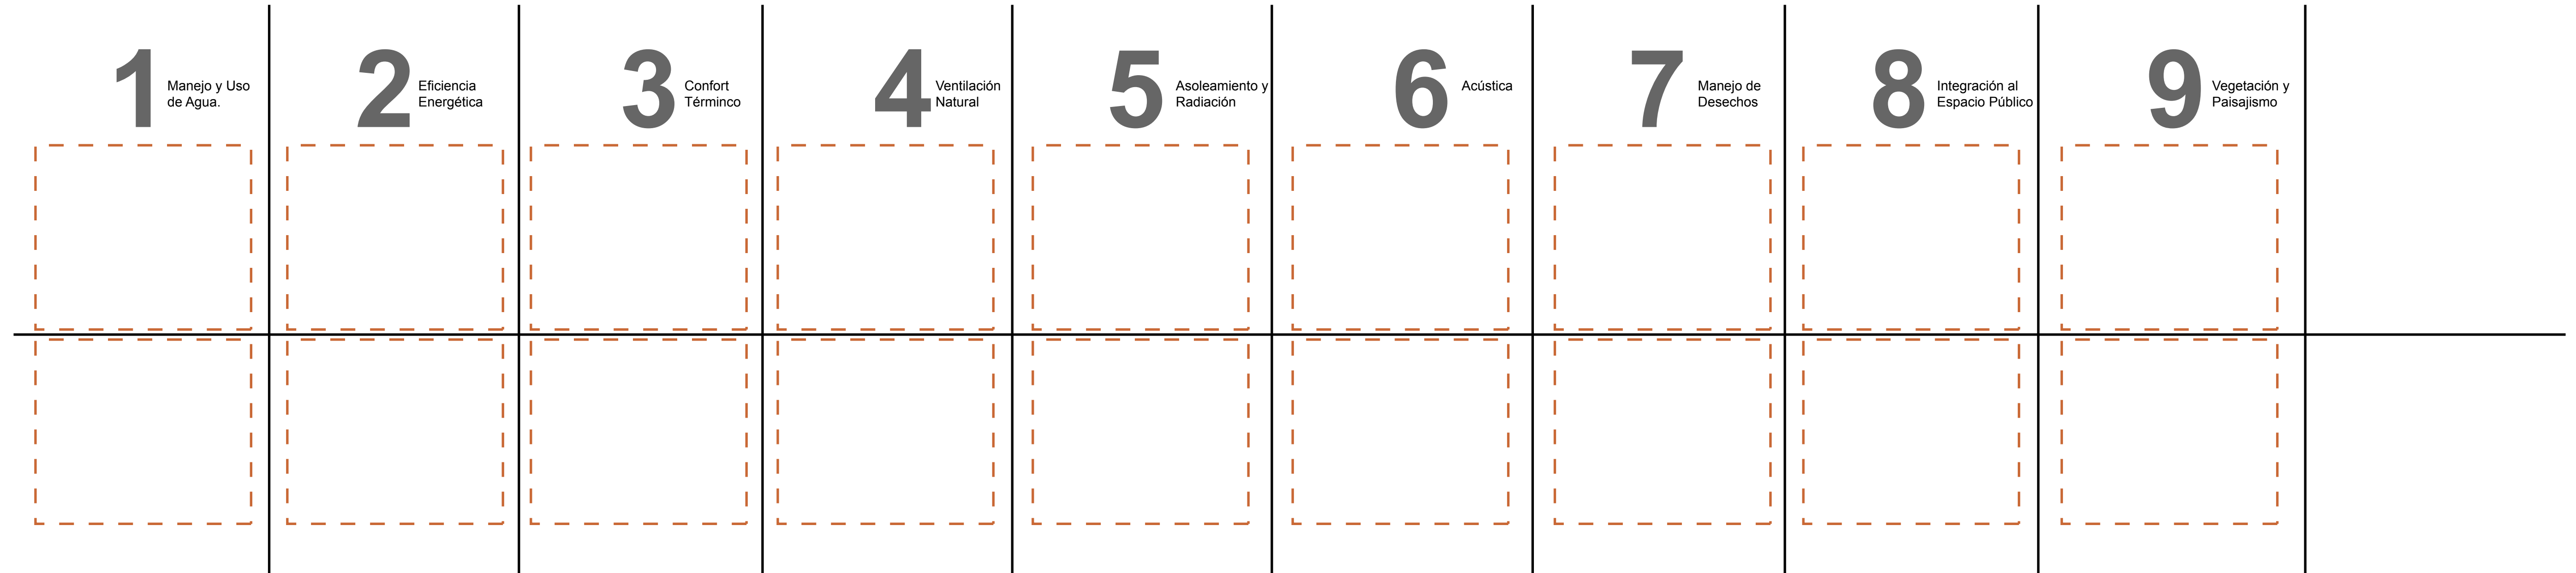 1
Manejo y Uso
de Agua.
2
Eficiencia
Energética
3
Confort
Términco
4
Ventilación
Natural
5
Asoleamiento y
Radiación
6
Acústica
7
Manejo de
Desechos
8
Integración al
Espacio Público
9
Vegetación y
Paisajismo